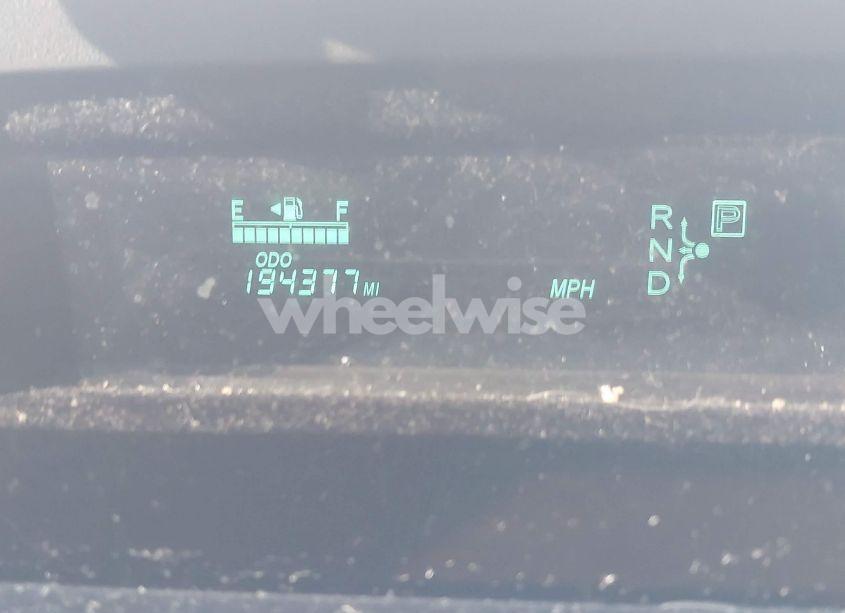 E F
ODO
194377 MI
MPH
R P
N
D
wheelwise